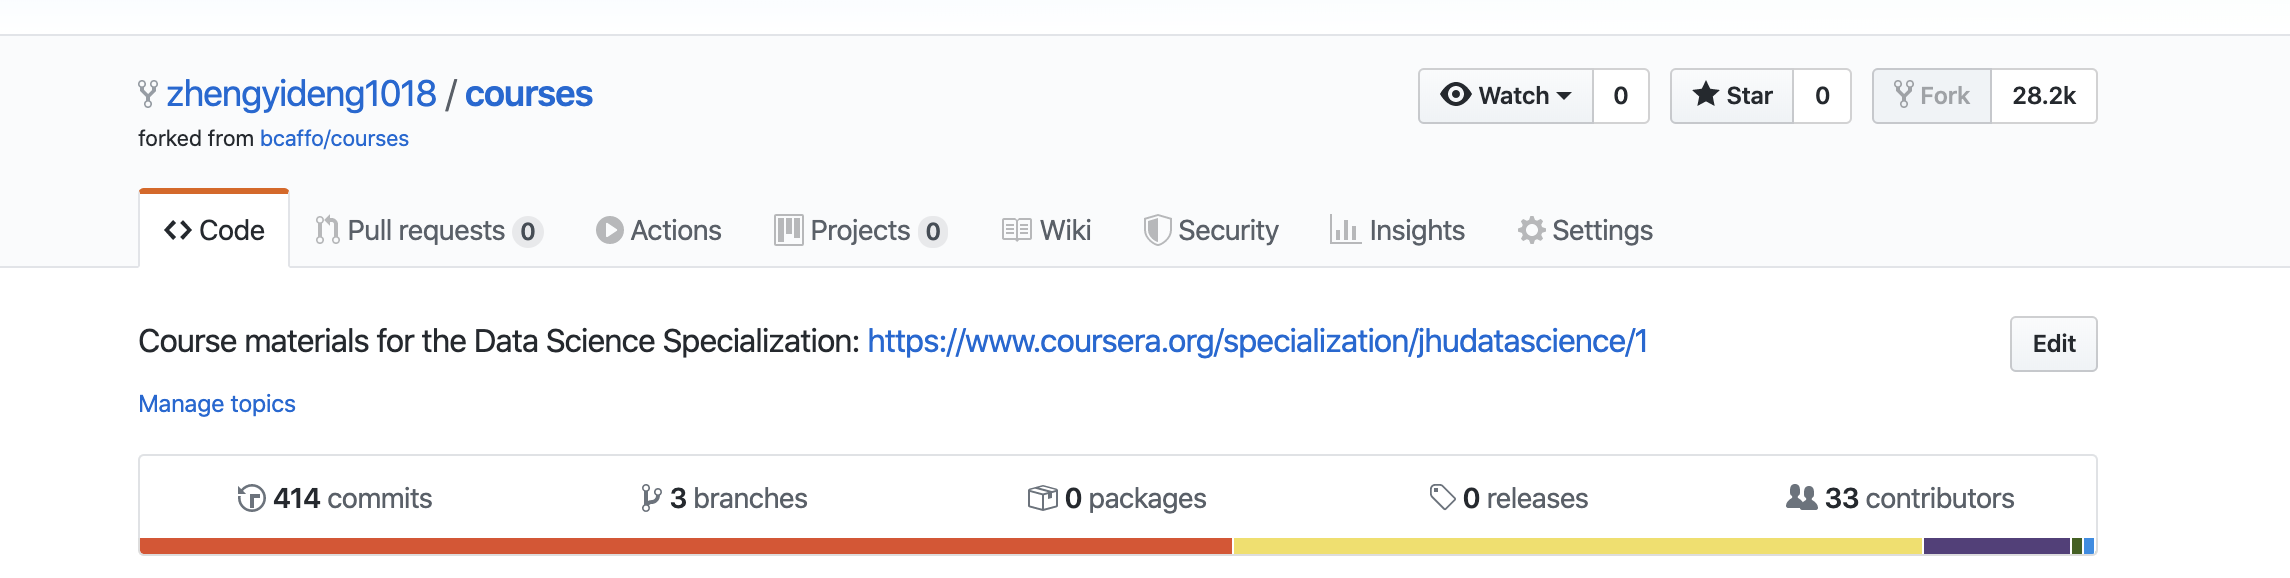 zhengyideng1018 / courses
Watch 0 Star 0 Fork 28.2k
forked from bcaffo/courses
Code Pull requests 0 Actions Projects 0 Wiki Security Insights Settings
Course materials for the Data Science Specialization: https://www.coursera.org/specialization/jhudatascience/1
Edit
Manage topics
414 commits 3 branches 0 packages 0 releases 33 contributors